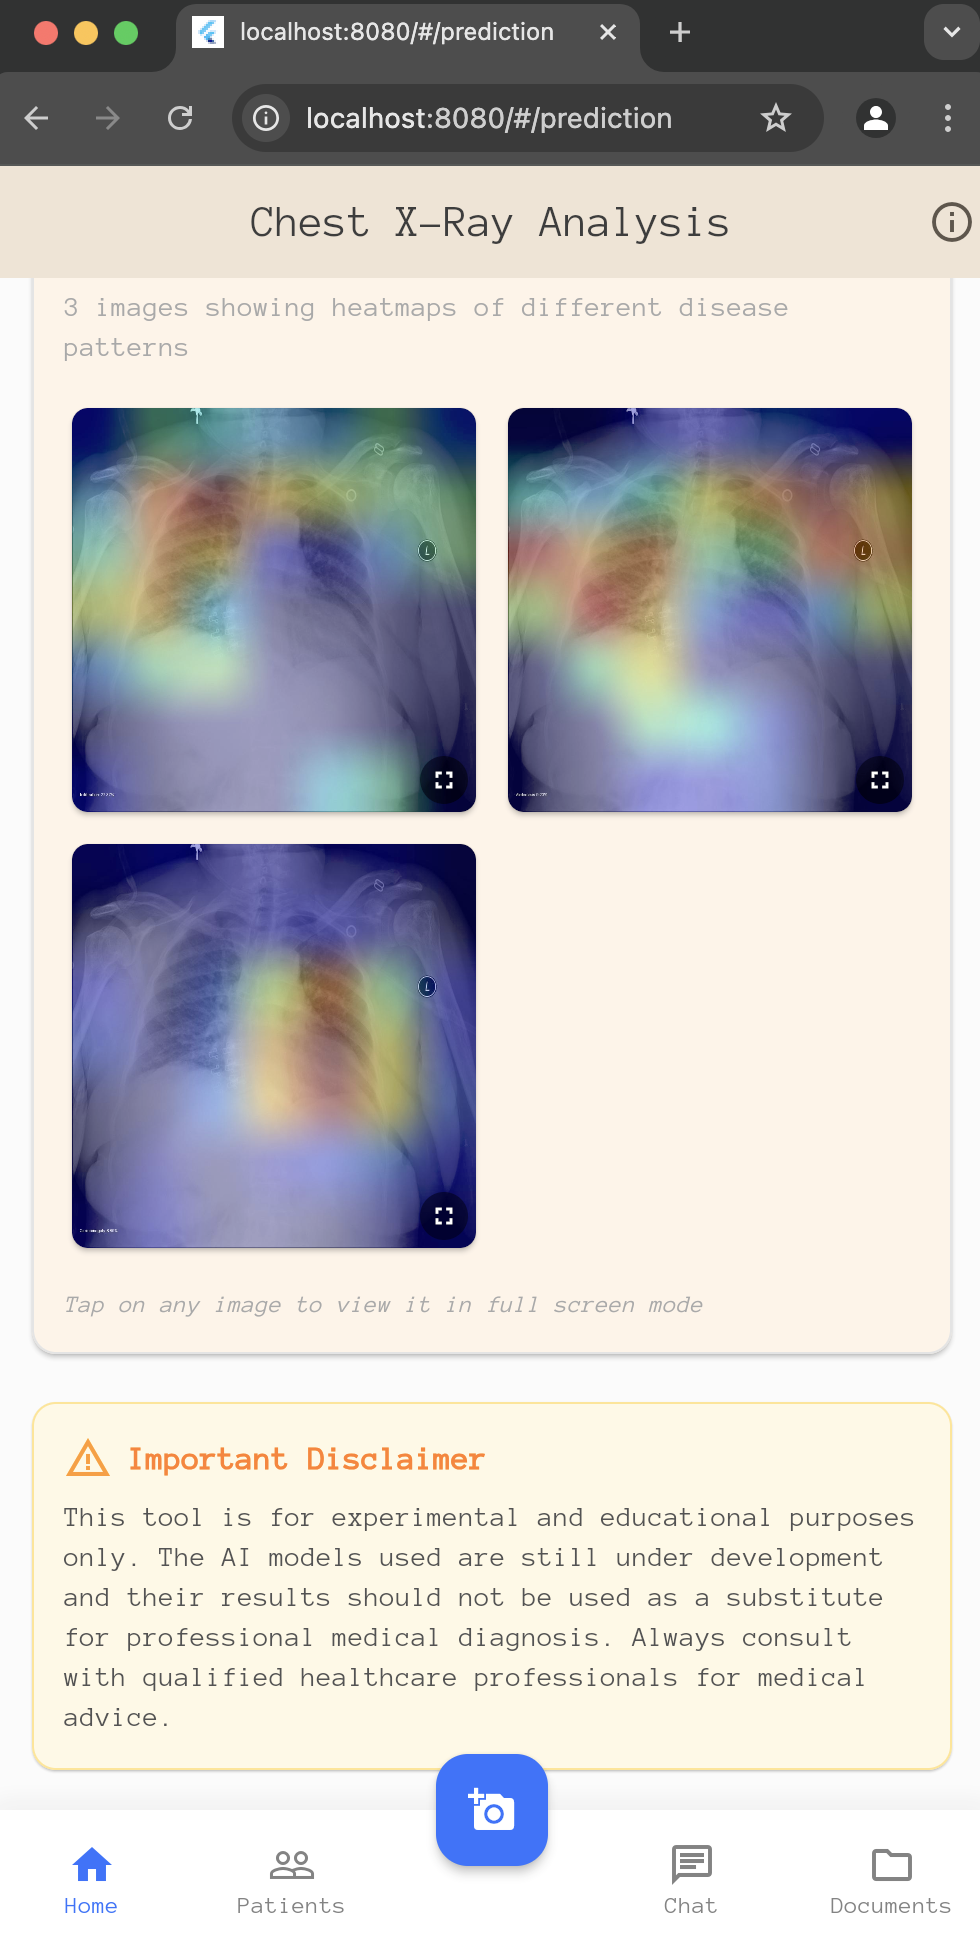 localhost:8080/#/prediction
localhost:8080/#/prediction
Chest X-Ray Analysis
3 images showing heatmaps of different disease
patterns
L
L
L
Tap on any image to view it in full screen mode
Important Disclaimer
This tool is for experimental and educational purposes
only. The AI models used are still under development
and their results should not be used as a substitute
for professional medical diagnosis. Always consult
with qualified healthcare professionals for medical
advice.
Home
Patients
Chat
Documents